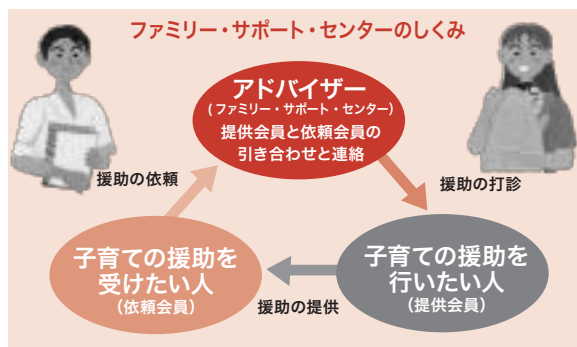 ファミリー・サポート・センターのしくみ
アドバイザー
(ファミリー・サポート・センター)
提供会員と依頼会員の
引き合わせと連絡
援助の依頼
援助の打診
子育ての援助を
受けたい人
(依頼会員)
子育ての援助を
行いたい人
(提供会員)
援助の提供